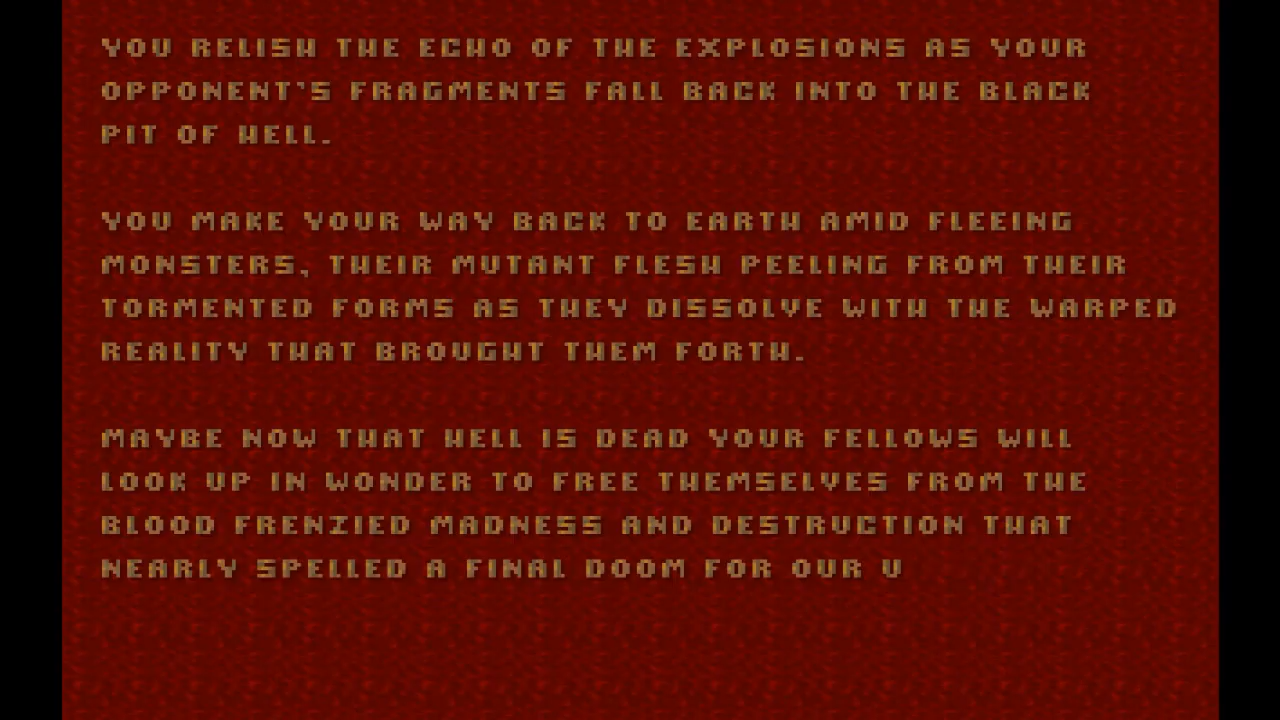 YOU RELISH THE ECHO OF THE EXPLOSIONS AS YOUR
OPPONENT'S FRAGMENTS FALL BACK INTO THE BLACK
PIT OF HELL.
YOU MAKE YOUR WAY BACK TO EARTH AMID FLEEING
MONSTERS, THEIR MUTANT FLESH PEELING FROM THEIR
TORMENTED FORMS AS THEY DISSOLVE WITH THE WARPED
REALITY THAT BROUGHT THEM FORTH.
MAYBE NOW THAT HELL IS DEAD YOUR FELLOWS WILL
LOOK UP IN WONDER TO FREE THEMSELVES FROM THE
BLOOD FRENZIED MADNESS AND DESTRUCTION THAT
NEARLY SPELLED A FINAL DOOM FOR OUR U